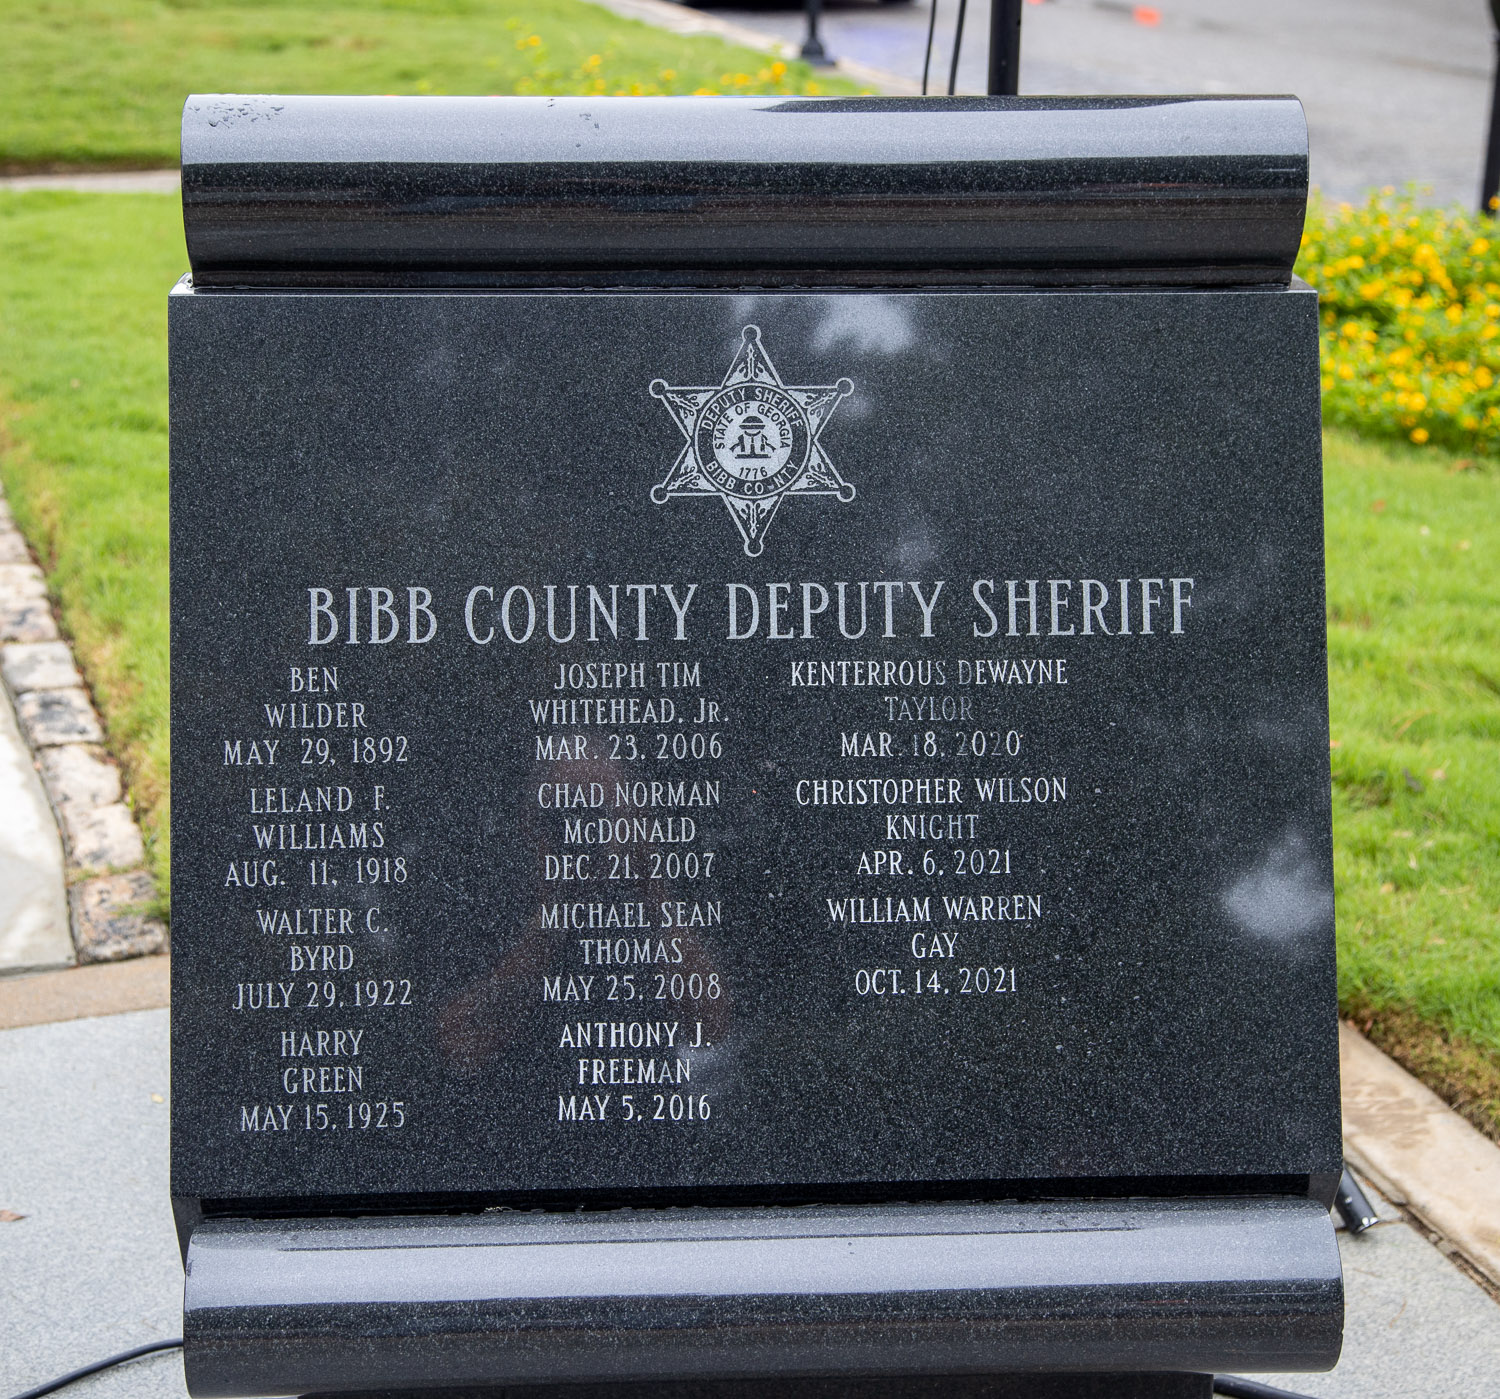 DEPUTY SHERIFF
STATE OF GEORGIA
1776
BIBB COUNTY
BIBB COUNTY DEPUTY SHERIFF
BEN
WILDER
MAY 29, 1892
LELAND F.
WILLIAMS
AUG. 11, 1918
WALTER C.
BYRD
JULY 29, 1922
HARRY
GREEN
MAY 15, 1925
JOSEPH TIM
WHITEHEAD, Jr.
MAR. 23, 2006
CHAD NORMAN
McDONALD
DEC. 21, 2007
MICHAEL SEAN
THOMAS
MAY 25, 2008
ANTHONY J.
FREEMAN
MAY 5, 2016
KENTERROUS DEWAYNE
TAYLOR
MAR. 18, 2020
CHRISTOPHER WILSON
KNIGHT
APR. 6, 2021
WILLIAM WARREN
GAY
OCT. 14, 2021